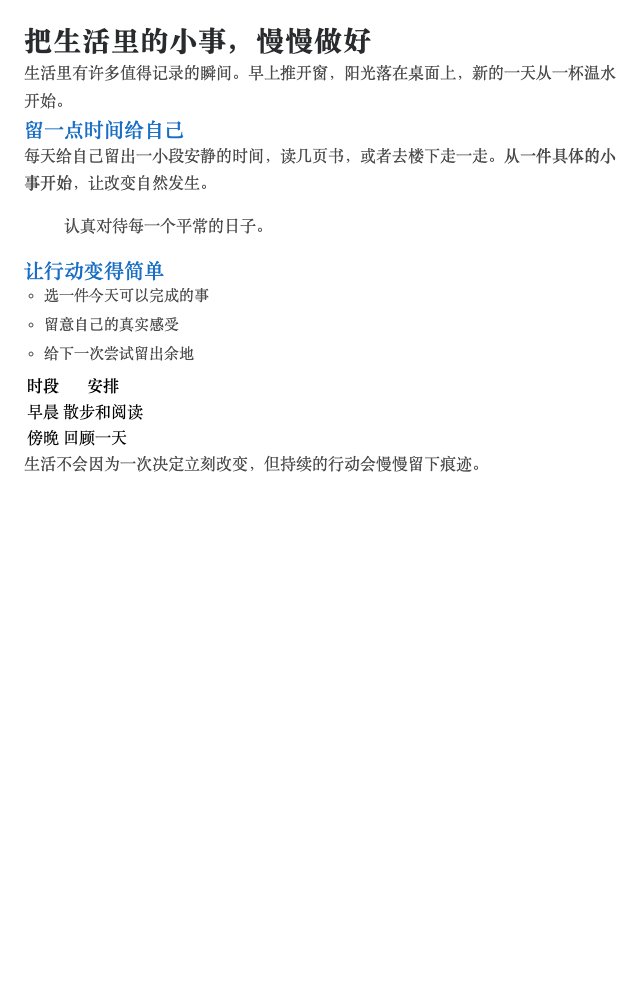 把生活里的小事，慢慢做好
生活里有许多值得记录的瞬间。早上推开窗，阳光落在桌面上，新的一天从一杯温水
开始。
留一点时间给自己
每天给自己留出一小段安静的时间，读几页书，或者去楼下走一走。从一件具体的小
事开始，让改变自然发生。
认真对待每一个平常的日子。
让行动变得简单
选一件今天可以完成的事
留意自己的真实感受
给下一次尝试留出余地
时段 安排
早晨 散步和阅读
傍晚 回顾一天
生活不会因为一次决定立刻改变，但持续的行动会慢慢留下痕迹。